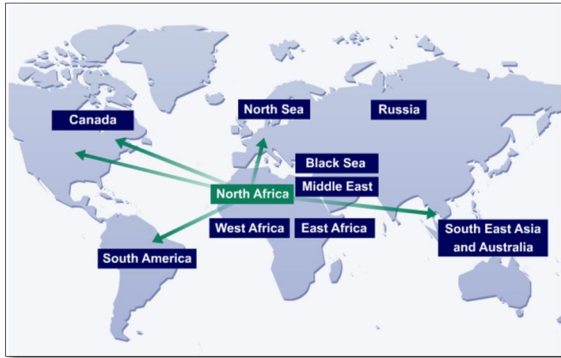 North Sea
Russia
Canada
Black Sea
Middle East
North Africa
West Africa
East Africa
South East Asia
and Australia
South America